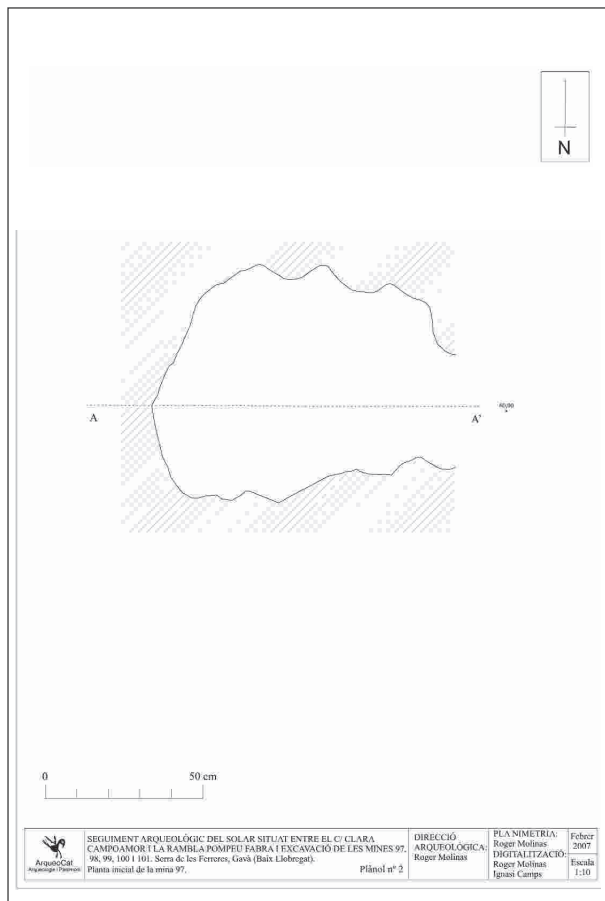 N
A
A'
0
50 cm
ArqueoCat
Arqueologia i Patrimoni
SEGUIMENT ARQUEOLÒGIC DEL SOLAR SITUAT ENTRE EL C/ CLARA
CAMPOAMOR I LA RAMBLA POMPEU FABRA I EXCAVACIÓ DE LES MINES 97,
98, 99, 100 I 101. Serra de les Ferreres, Gavà (Baix Llobregat).
Planta inicial de la mina 97.
Plànol nº 2
DIRECCIÓ
ARQUEOLÒGICA:
Roger Molinas
PLANIMETRIA:
Roger Molinas
DIGITALITZACIÓ:
Roger Molinas
Ignasi Camps
Febrer
2007
Escala
1:10